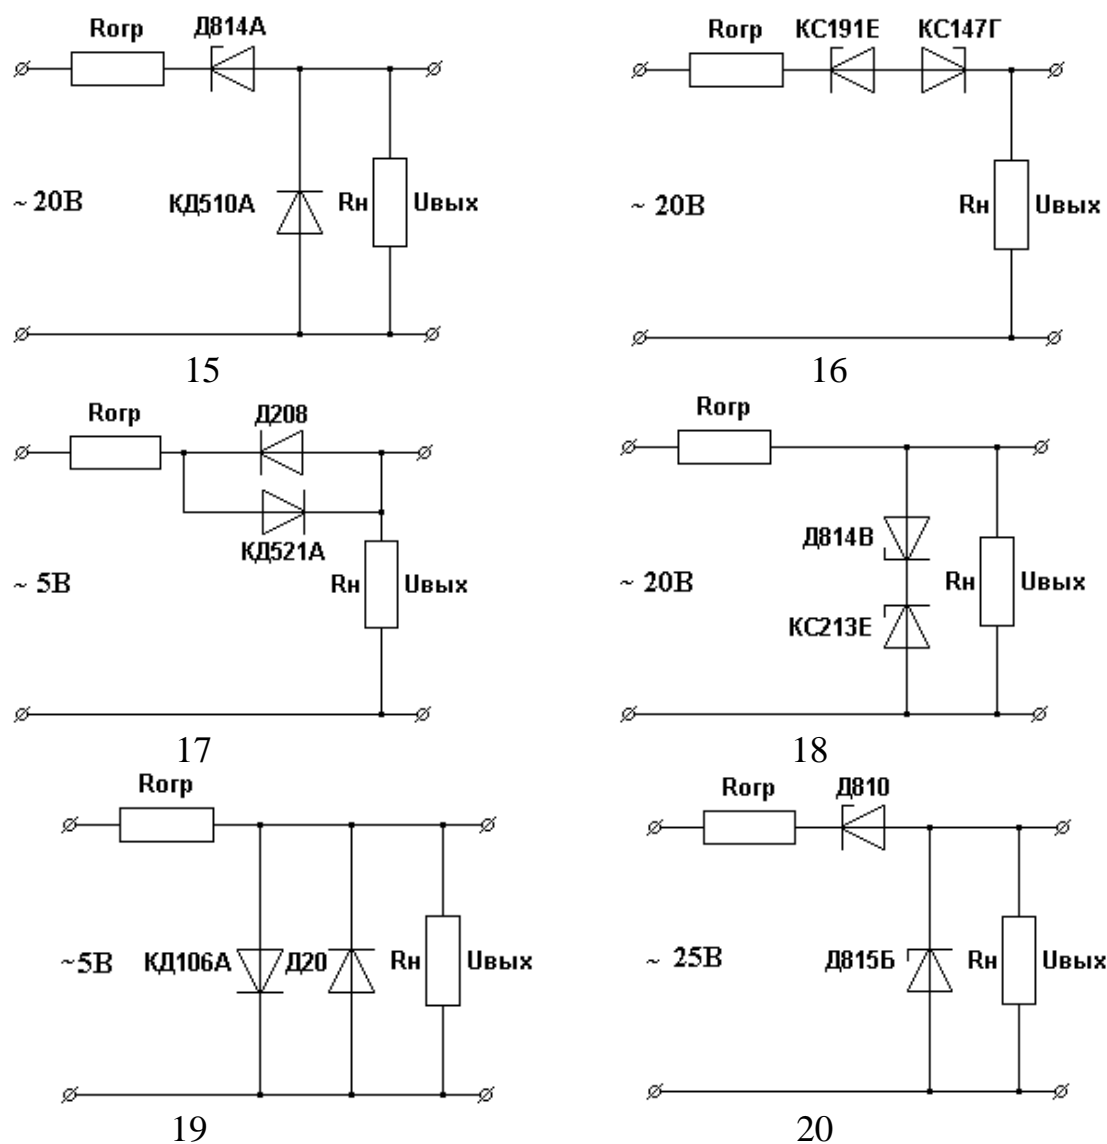 Rогр Д814А
~ 20В КД510А Rн Uвых
15
Rогр КС191Е КС147Г
~ 20В Rн Uвых
16
Rогр Д208
КД521А
~ 5В Rн Uвых
17
Rогр
Д814В
~ 20В Rн Uвых
КС213Е
18
Rогр
~5В КД106А Д20 Rн Uвых
19
Rогр Д810
~ 25В Д815Б Rн Uвых
20